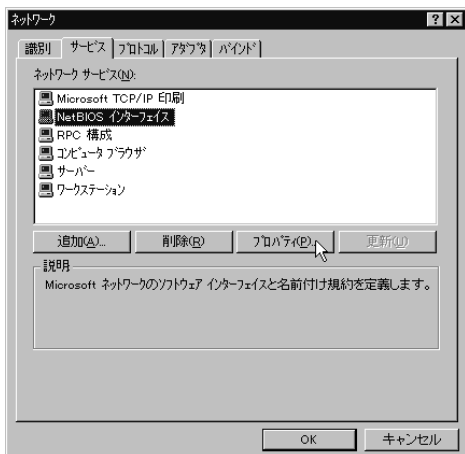 ネットワーク
識別 サービス プロトコル アダプタ バインド
ネットワーク サービス(N):
Microsoft TCP/IP 印刷
NetBIOS インターフェイス
RPC 構成
コンピュータ ブラウザ
サーバー
ワークステーション
追加(A)... 削除(R) プロパティ(P)... 更新(U)
説明
Microsoft ネットワークのソフトウェア インターフェイスと名前付け規約を定義します。
OK キャンセル